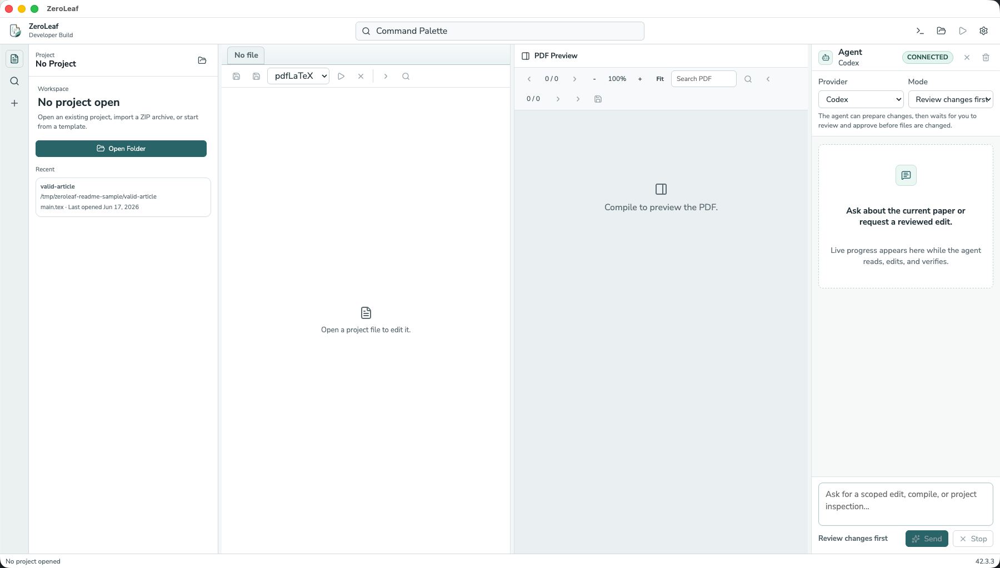 ZeroLeaf
ZeroLeaf
Developer Build
Command Palette
Project
No Project
Workspace
No project open
Open an existing project, import a ZIP archive, or start
from a template.
Open Folder
Recent
valid-article
/tmp/zeroleaf-readme-sample/valid-article
main.tex · Last opened Jun 17, 2026
No file
pdfLaTeX
Open a project file to edit it.
PDF Preview
0 / 0
- 100% +
Fit
Search PDF
0 / 0
Compile to preview the PDF.
Agent
Codex
CONNECTED
Provider
Mode
Codex
Review changes first
The agent can prepare changes, then waits for you to
review and approve before files are changed.
Ask about the current paper or
request a reviewed edit.
Live progress appears here while the agent
reads, edits, and verifies.
Ask for a scoped edit, compile, or project
inspection...
Review changes first
Send
Stop
No project opened
42.3.3